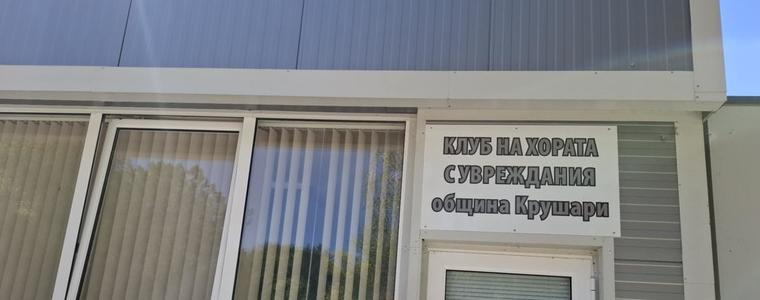 КЛУБ НА ХОРАТА
С УВРЕЖДАНИЯ
община Крушари